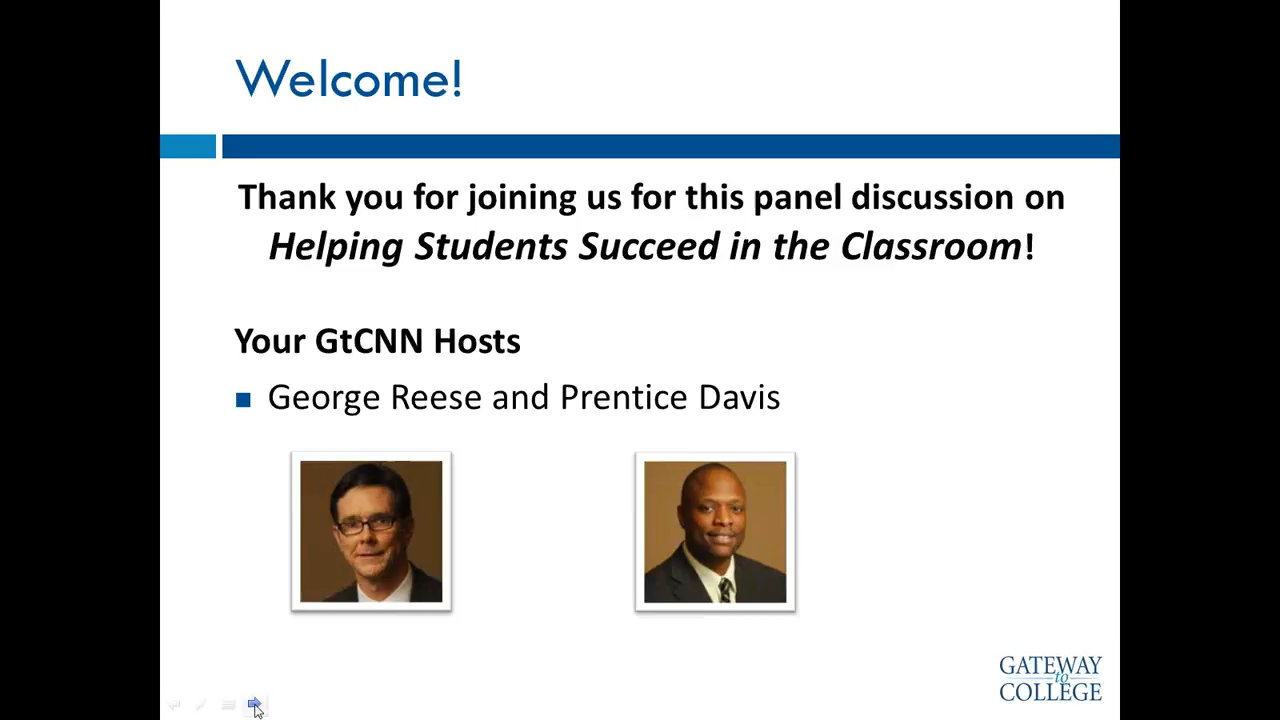 Welcome!
Thank you for joining us for this panel discussion on
Helping Students Succeed in the Classroom!
Your GtCNN Hosts
George Reese and Prentice Davis
GATEWAY
to
COLLEGE